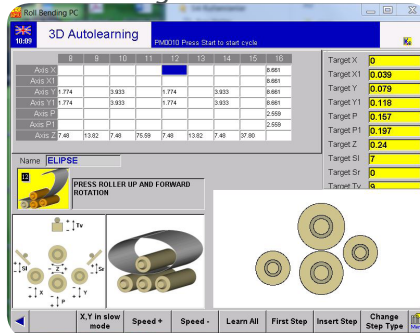 Roll Bending PC
10:09 3D Autolearning PM0010 Press Start to start cycle
8 9 10 11 12 13 14 15 16
Axis X 6.661
Axis X1 6.661
Axis Y 1.774 3.933 1.774 3.933 6.661
Axis Y1 1.774 3.933 1.774 3.933 6.661
Axis P 2.559
Axis P1 2.559
Axis Z 7.48 13.82 7.48 75.59 7.48 13.82 7.48 37.80
Target X 0
Target X1 0.039
Target Y 0.079
Target Y1 0.118
Target P 0.157
Target P1 0.197
Target Z 0.24
Target Sl 7
Target Sr 0
Target Tv 9
Name ELIPSE
12
PRESS ROLLER UP AND FORWARD
ROTATION
Tv
Sl Z Sr
X Y
P
X,Y in slow
mode
Speed +
Speed -
Learn All
First Step
Insert Step
Change
Step Type